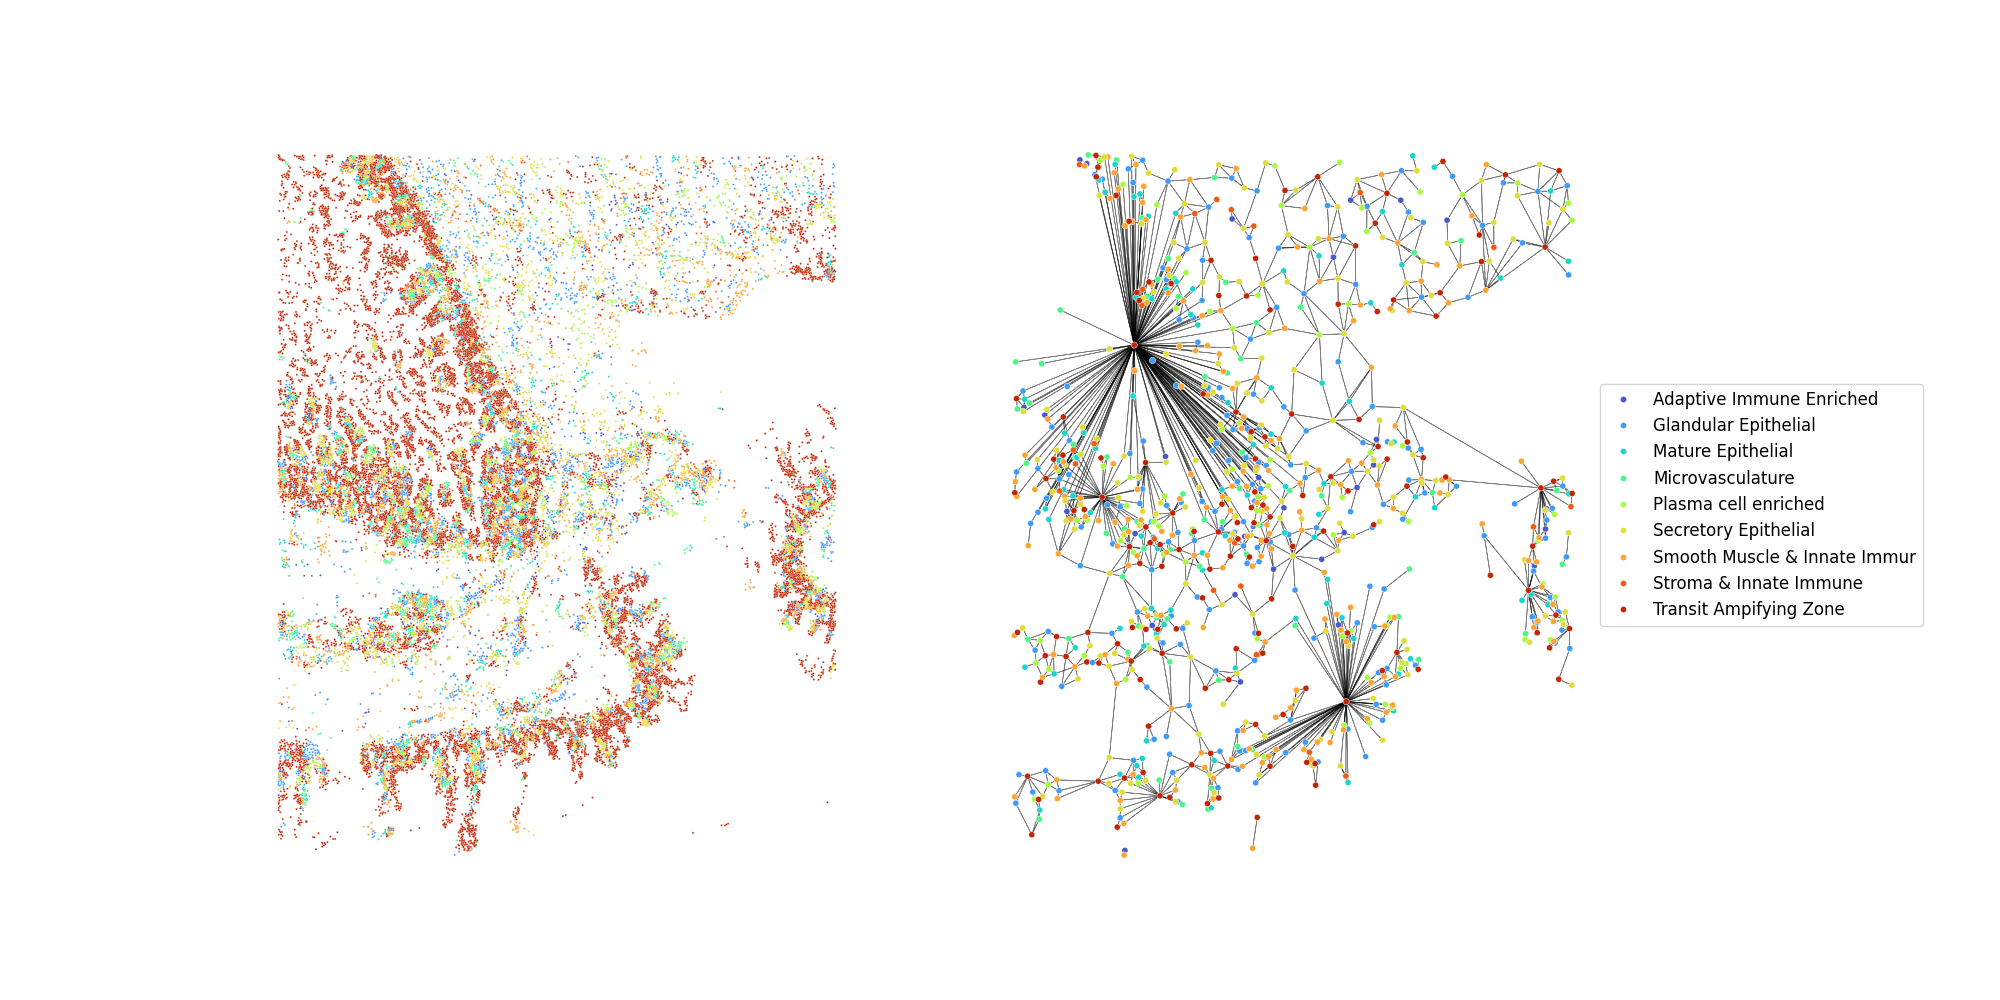 Adaptive Immune Enriched
Glandular Epithelial
Mature Epithelial
Microvasculature
Plasma cell enriched
Secretory Epithelial
Smooth Muscle & Innate Immur
Stroma & Innate Immune
Transit Ampifying Zone